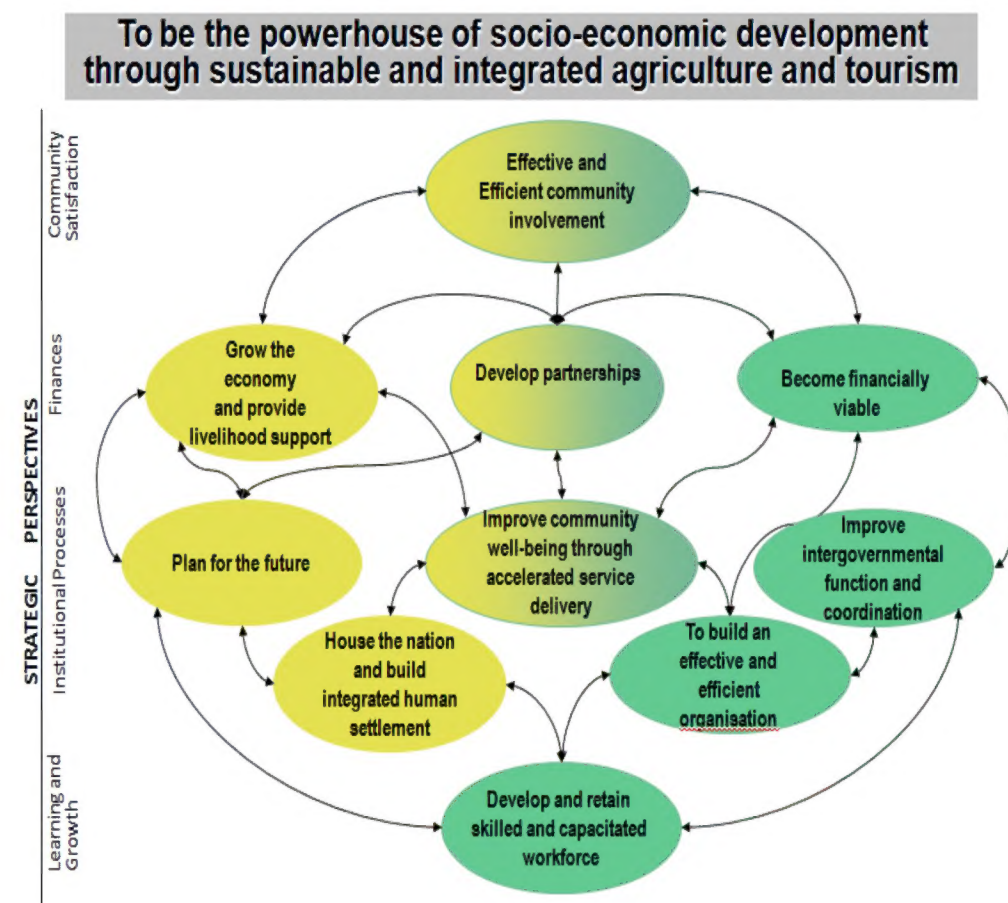 To be the powerhouse of socio-economic development
through sustainable and integrated agriculture and tourism
STRATEGIC PERSPECTIVES
Community
Satisfaction
Effective and
Efficient community
involvement
Finances
Grow the
economy
and provide
livelihood support
Develop partnerships
Become financially
viable
Institutional Processes
Plan for the future
Improve community
well-being through
accelerated service
delivery
Improve
intergovernmental
function and
coordination
House the nation
and build
integrated human
settlement
To build an
effective and
efficient
organisation
Learning and
Growth
Develop and retain
skilled and capacitated
workforce